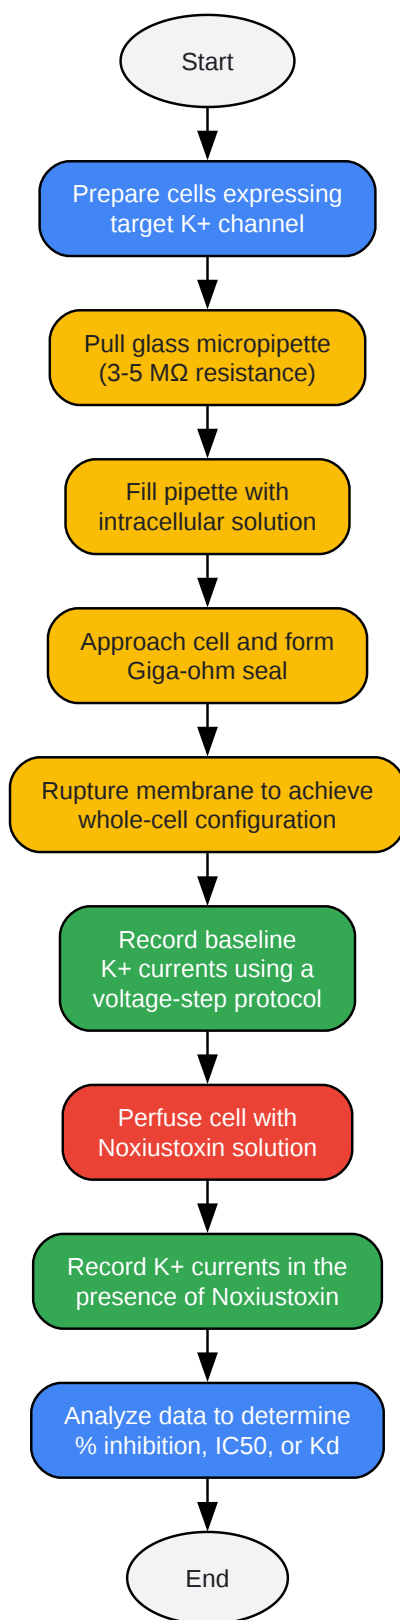 Start
Prepare cells expressing
target K+ channel
Pull glass micropipette
(3-5 MΩ resistance)
Fill pipette with
intracellular solution
Approach cell and form
Giga-ohm seal
Rupture membrane to achieve
whole-cell configuration
Record baseline
K+ currents using a
voltage-step protocol
Perfuse cell with
Noxiustoxin solution
Record K+ currents in the
presence of Noxiustoxin
Analyze data to determine
% inhibition, IC50, or Kd
End